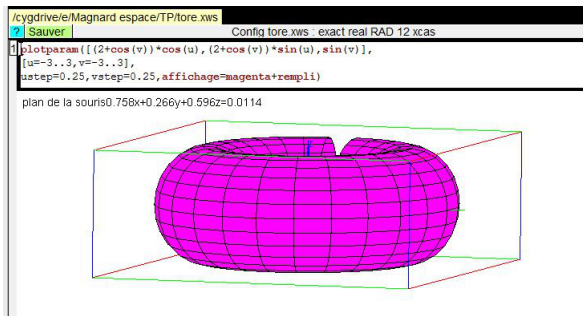 /cygdrive/e/Magnard espace/TP/tore.xws
? Sauver Config tore.xws : exact real RAD 12 xcas
1 plotparam([(2+cos(v))*cos(u),(2+cos(v))*sin(u),sin(v)],
[u=-3..3,v=-3..3],
ustep=0.25,vstep=0.25,affichage=magenta+rempli)
plan de la souris0.758x+0.266y+0.596z=0.0114